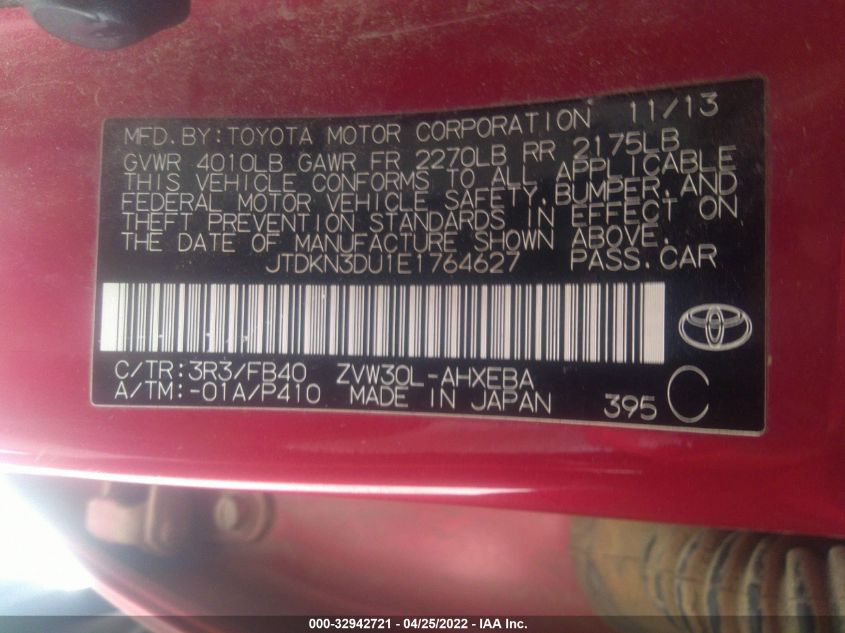 MFD. BY: TOYOTA MOTOR CORPORATION 11/13
GVWR 4010LB GAWR FR 2270LB RR 2175LB
THIS VEHICLE CONFORMS TO ALL APPLICABLE
FEDERAL MOTOR VEHICLE SAFETY, BUMPER, AND
THEFT PREVENTION STANDARDS IN EFFECT ON
THE DATE OF MANUFACTURE SHOWN ABOVE.
JTDKN3DU1E1764627 PASS. CAR
C/TR: 3R3/FB40 ZVW30L-AHXEBA
A/TM: -01A/P410 MADE IN JAPAN 395 C
000-32942721 - 04/25/2022 - IAA Inc.